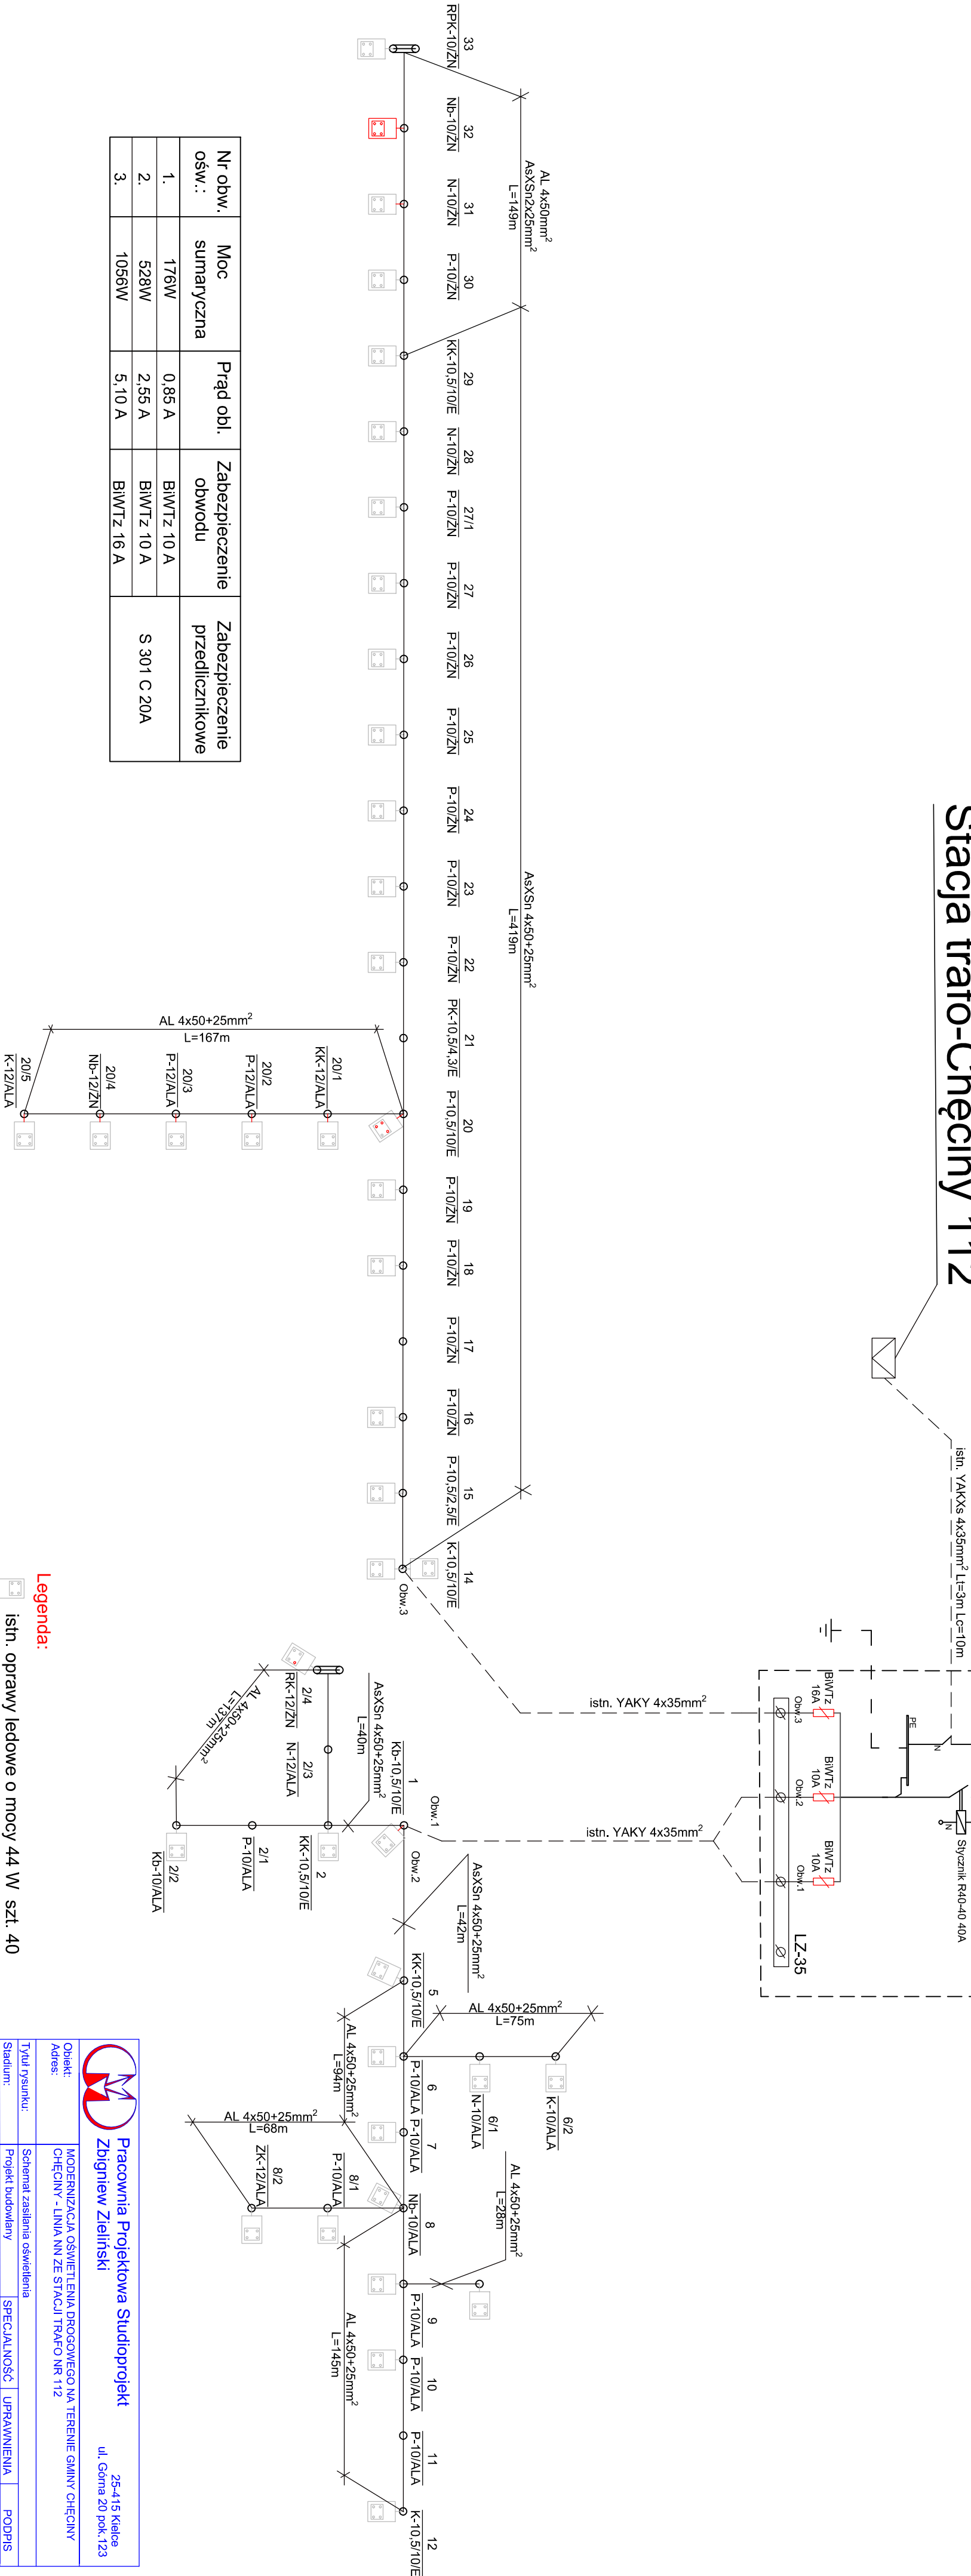 Stacja trafo-Chęciny 112
istn. YAKXs 4x35mm² Lt=3m Lc=10m
PE
N
N
Stycznik R40-40 40A
BiWTz
16A
BiWTz
10A
BiWTz
10A
Obw.3
Obw.2
Obw.1
LZ-35
istn. YAKY 4x35mm²
istn. YAKY 4x35mm²
AL 4x50mm²
AsXSn2x25mm²
L=149m
AsXSn 4x50+25mm²
L=419m
33
RPK-10/ŻN
32
Nb-10/ŻN
31
N-10/ŻN
30
P-10/ŻN
29
KK-10,5/10/E
28
N-10/ŻN
27/1
P-10/ŻN
27
P-10/ŻN
26
P-10/ŻN
25
P-10/ŻN
24
P-10/ŻN
23
P-10/ŻN
22
P-10/ŻN
21
PK-10,5/4,3/E
20
P-10,5/10/E
19
P-10/ŻN
18
P-10/ŻN
17
P-10/ŻN
16
P-10/ŻN
15
P-10,5/2,5/E
14
K-10,5/10/E
Obw.3
AL 4x50+25mm²
L=167m
20/1
KK-12/ALA
20/2
P-12/ALA
20/3
P-12/ALA
20/4
Nb-12/ŻN
20/5
K-12/ALA
Obw.1
1
Kb-10,5/10/E
Obw.2
AsXSn 4x50+25mm²
L=40m
2/4
RK-12/ŻN
2/3
N-12/ALA
2
KK-10,5/10/E
2/1
P-10/ALA
2/2
Kb-10/ALA
AL 4x50+25mm²
L=137m
AsXSn 4x50+25mm²
L=42m
5
KK-10,5/10/E
6
P-10/ALA
7
P-10/ALA
8
Nb-10/ALA
9
P-10/ALA
10
P-10/ALA
11
P-10/ALA
12
K-10,5/10/E
AL 4x50+25mm²
L=75m
6/1
N-10/ALA
6/2
K-10/ALA
AL 4x50+25mm²
L=94m
AL 4x50+25mm²
L=68m
8/1
P-10/ALA
8/2
ZK-12/ALA
AL 4x50+25mm²
L=28m
AL 4x50+25mm²
L=145m
Nr obw. ośw.: Moc sumaryczna Prąd obl. Zabezpieczenie obwodu Zabezpieczenie przedlicznikowe
1. 176W 0,85 A BiWTz 10 A
2. 528W 2,55 A BiWTz 10 A S 301 C 20A
3. 1056W 5,10 A BiWTz 16 A
Legenda:
istn. oprawy ledowe o mocy 44 W szt. 40
Pracownia Projektowa Studioprojekt
Zbigniew Zieliński
25-415 Kielce
ul. Górna 20 pok.123
Obiekt:
Adres:
MODERNIZACJA OŚWIETLENIA DROGOWEGO NA TERENIE GMINY CHĘCINY
CHĘCINY - LINIA NN ZE STACJI TRAFO NR 112
Tytuł rysunku: Schemat zasilania oświetlenia
Stadium: Projekt budowlany SPECJALNOŚĆ UPRAWNIENIA PODPIS